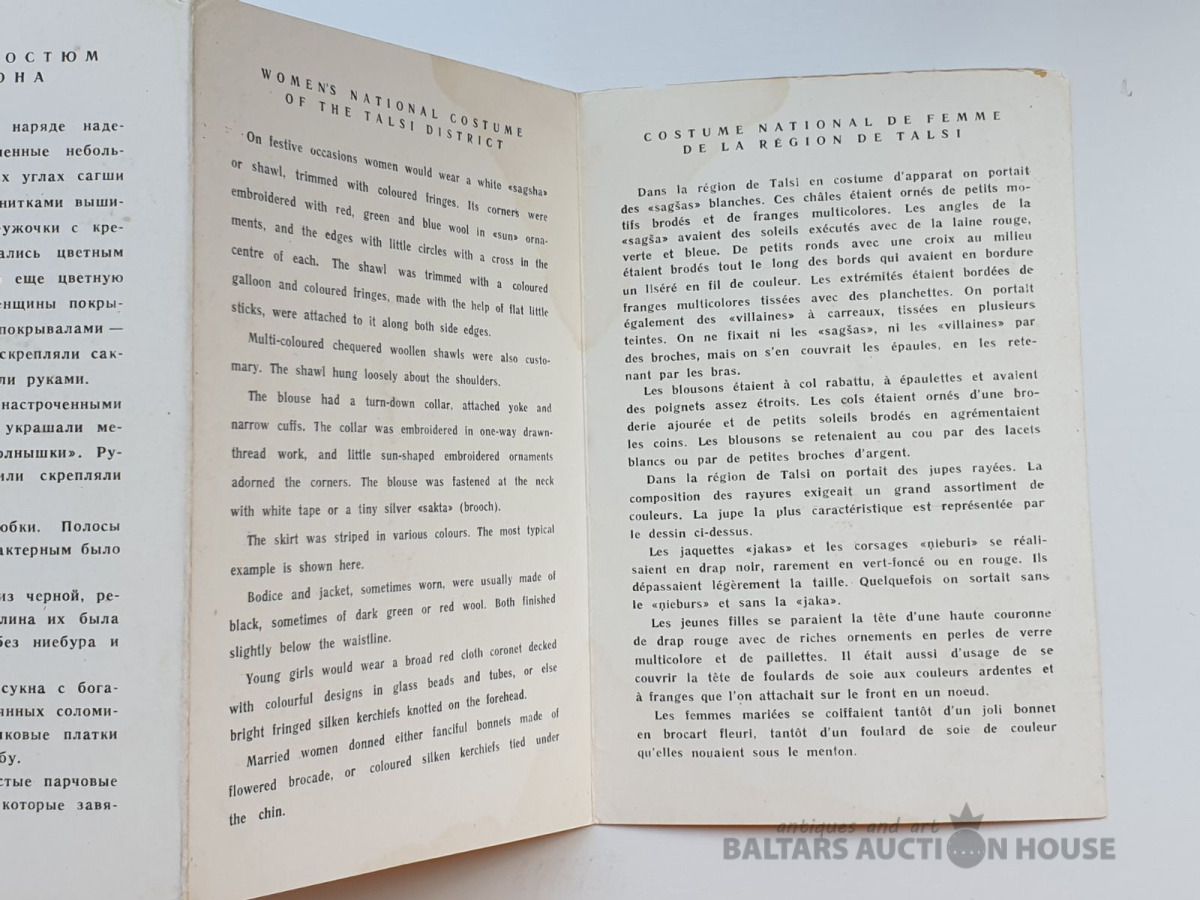 ОСТЮМ
ОНА
наряде наде-
енные неболь-
х углах сагши
нитками выши-
ужочки с кре-
ались цветным
еще цветную
енщины покры-
покрывалами —
скрепляли сак-
ли руками.
настроченными
украшали ме-
олнышки». Ру-
или скрепляли
юбки. Полосы
актерным было
из черной, ре-
лина их была
без ниебура и
сукна с бога-
янных соломи-
лковые платки
бу.
стые парчовые
которые завя-
WOMEN'S NATIONAL COSTUME
OF THE TALSI DISTRICT
On festive occasions women would wear a white «sagsha»
or shawl, trimmed with coloured fringes. Its corners were
embroidered with red, green and blue wool in «sun» orna-
ments, and the edges with little circles with a cross in the
centre of each. The shawl was trimmed with a coloured
galloon and coloured fringes, made with the help of flat little
sticks, were attached to it along both side edges.
Multi-coloured chequered woollen shawls were also custo-
mary. The shawl hung loosely about the shoulders.
The blouse had a turn-down collar, attached yoke and
narrow cuffs. The collar was embroidered in one-way drawn-
thread work, and little sun-shaped embroidered ornaments
adorned the corners. The blouse was fastened at the neck
with white tape or a tiny silver «sakta» (brooch).
The skirt was striped in various colours. The most typical
example is shown here.
Bodice and jacket, sometimes worn, were usually made of
black, sometimes of dark green or red wool. Both finished
slightly below the waistline.
Young girls would wear a broad red cloth coronet decked
with colourful designs in glass beads and tubes, or else
bright fringed silken kerchiefs knotted on the forehead.
Married women donned either fanciful bonnets made of
flowered brocade, or coloured silken kerchiefs tied under
the chin.
COSTUME NATIONAL DE FEMME
DE LA RÉGION DE TALSI
Dans la région de Talsi en costume d'apparat on portait
des «sagšas» blanches. Ces châles étaient ornés de petits mo-
tifs brodés et de franges multicolores. Les angles de la
«sagša» avaient des soleils exécutés avec de la laine rouge,
verte et bleue. De petits ronds avec une croix au milieu
étaient brodés tout le long des bords qui avaient en bordure
un liséré en fil de couleur. Les extrémités étaient bordées de
franges multicolores tissées avec des planchettes. On portait
également des «villaines» à carreaux, tissées en plusieurs
teintes. On ne fixait ni les «sagšas», ni les «villaines» par
des broches, mais on s'en couvrait les épaules, en les rete-
nant par les bras.
Les blousons étaient à col rabattu, à épaulettes et avaient
des poignets assez étroits. Les cols étaient ornés d'une bro-
derie ajourée et de petits soleils brodés en agrémentaient
les coins. Les blousons se retenaient au cou par des lacets
blancs ou par de petites broches d'argent.
Dans la région de Talsi on portait des jupes rayées. La
composition des rayures exigeait un grand assortiment de
couleurs. La jupe la plus caractéristique est représentée par
le dessin ci-dessus.
Les jaquettes «jakas» et les corsages «ņieburi» se réali-
saient en drap noir, rarement en vert-foncé ou en rouge. Ils
dépassaient légèrement la taille. Quelquefois on sortait sans
le «ņieburs» et sans la «jaka».
Les jeunes filles se paraient la tête d'une haute couronne
de drap rouge avec de riches ornements en perles de verre
multicolore et de paillettes. Il était aussi d'usage de se
couvrir la tête de foulards de soie aux couleurs ardentes et
à franges que l'on attachait sur le front en un noeud.
Les femmes mariées se coiffaient tantôt d'un joli bonnet
en brocart fleuri, tantôt d'un foulard de soie de couleur
qu'elles nouaient sous le menton.
antiques and art
BALTARS AUCTION HOUSE